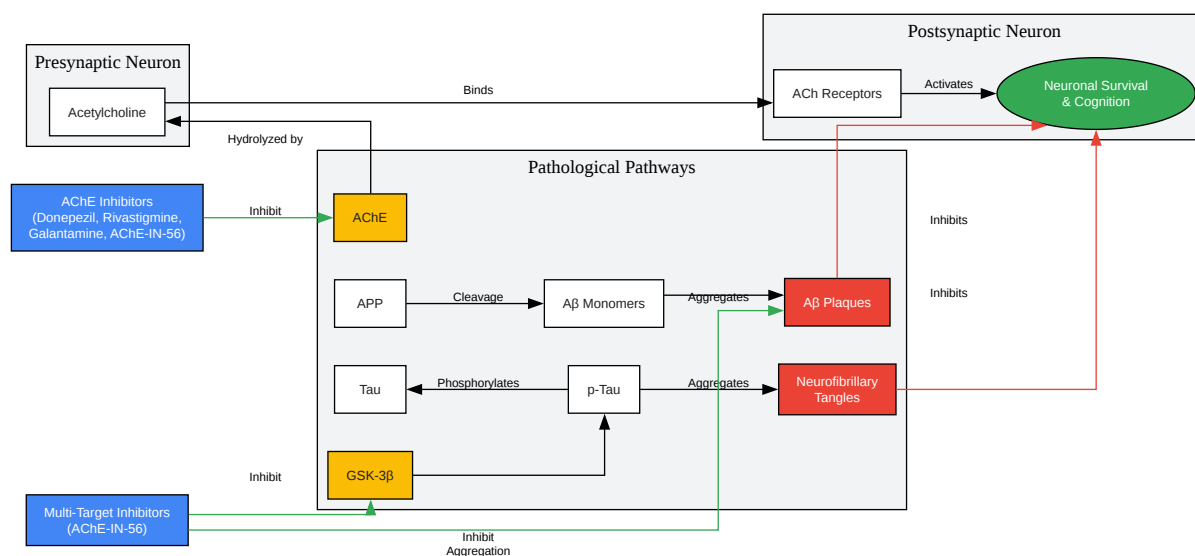 Postsynaptic Neuron
Presynaptic Neuron
Acetylcholine
Binds
ACh Receptors
Activates
Neuronal Survival
& Cognition
Hydrolyzed by
Pathological Pathways
AChE Inhibitors
(Donepezil, Rivastigmine,
Galantamine, AChE-IN-56)
Inhibit
AChE
Inhibits
APP
Cleavage
Aβ Monomers
Aggregates
Aβ Plaques
Inhibits
Tau
Phosphorylates
p-Tau
Aggregates
Neurofibrillary
Tangles
GSK-3β
Inhibit
Multi-Target Inhibitors
(AChE-IN-56)
Inhibit
Aggregation